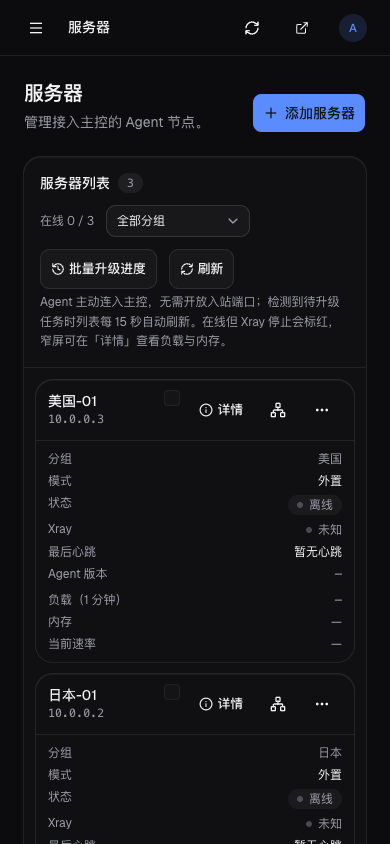 服务器
A
服务器
管理接入主控的 Agent 节点。
添加服务器
服务器列表 3
在线 0 / 3 全部分组
批量升级进度 刷新
Agent 主动连入主控，无需开放入站端口；检测到待升级
任务时列表每 15 秒自动刷新。在线但 Xray 停止会标红，
窄屏可在「详情」查看负载与内存。
美国-01 详情
10.0.0.3
分组 美国
模式 外置
状态 离线
Xray 未知
最后心跳 暂无心跳
Agent 版本 —
负载（1 分钟） —
内存 —
当前速率 —
日本-01 详情
10.0.0.2
分组 日本
模式 外置
状态 离线
Xray 未知
最后心跳 暂无心跳